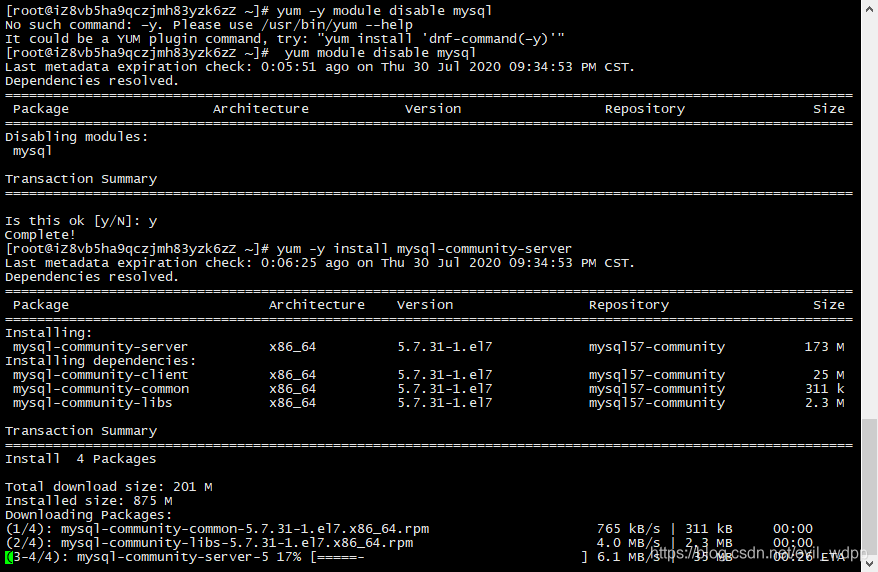 [root@iZ8vb5ha9qczjmh83yzk6zZ ~]# yum –y module disable mysql
No such command: –y. Please use /usr/bin/yum --help
It could be a YUM plugin command, try: "yum install 'dnf-command(–y)'"
[root@iZ8vb5ha9qczjmh83yzk6zZ ~]#  yum module disable mysql
Last metadata expiration check: 0:05:51 ago on Thu 30 Jul 2020 09:34:53 PM CST.
Dependencies resolved.
Package Architecture Version Repository Size
Disabling modules:
mysql
Transaction Summary
Is this ok [y/N]: y
Complete!
[root@iZ8vb5ha9qczjmh83yzk6zZ ~]# yum -y install mysql-community-server
Last metadata expiration check: 0:06:25 ago on Thu 30 Jul 2020 09:34:53 PM CST.
Dependencies resolved.
Package Architecture Version Repository Size
Installing:
mysql-community-server x86_64 5.7.31-1.el7 mysql57-community 173 M
Installing dependencies:
mysql-community-client x86_64 5.7.31-1.el7 mysql57-community 25 M
mysql-community-common x86_64 5.7.31-1.el7 mysql57-community 311 k
mysql-community-libs x86_64 5.7.31-1.el7 mysql57-community 2.3 M
Transaction Summary
Install  4 Packages
Total download size: 201 M
Installed size: 875 M
Downloading Packages:
(1/4): mysql-community-common-5.7.31-1.el7.x86_64.rpm 765 kB/s | 311 kB 00:00
(2/4): mysql-community-libs-5.7.31-1.el7.x86_64.rpm 4.0 MB/s | 2.3 MB 00:00
(3-4/4): mysql-community-server-5 17% [=====- ] 6.1 MB/s | 35 MB 00:26 ETA
https://blog.csdn.net/evil_wdpp